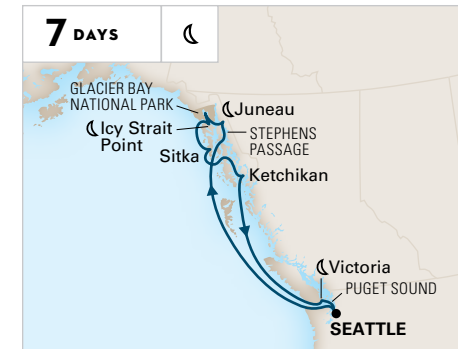 7 DAYS
GLACIER BAY
NATIONAL PARK
Juneau
Icy Strait
Point
STEPHENS
PASSAGE
Sitka
Ketchikan
Victoria
PUGET SOUND
SEATTLE